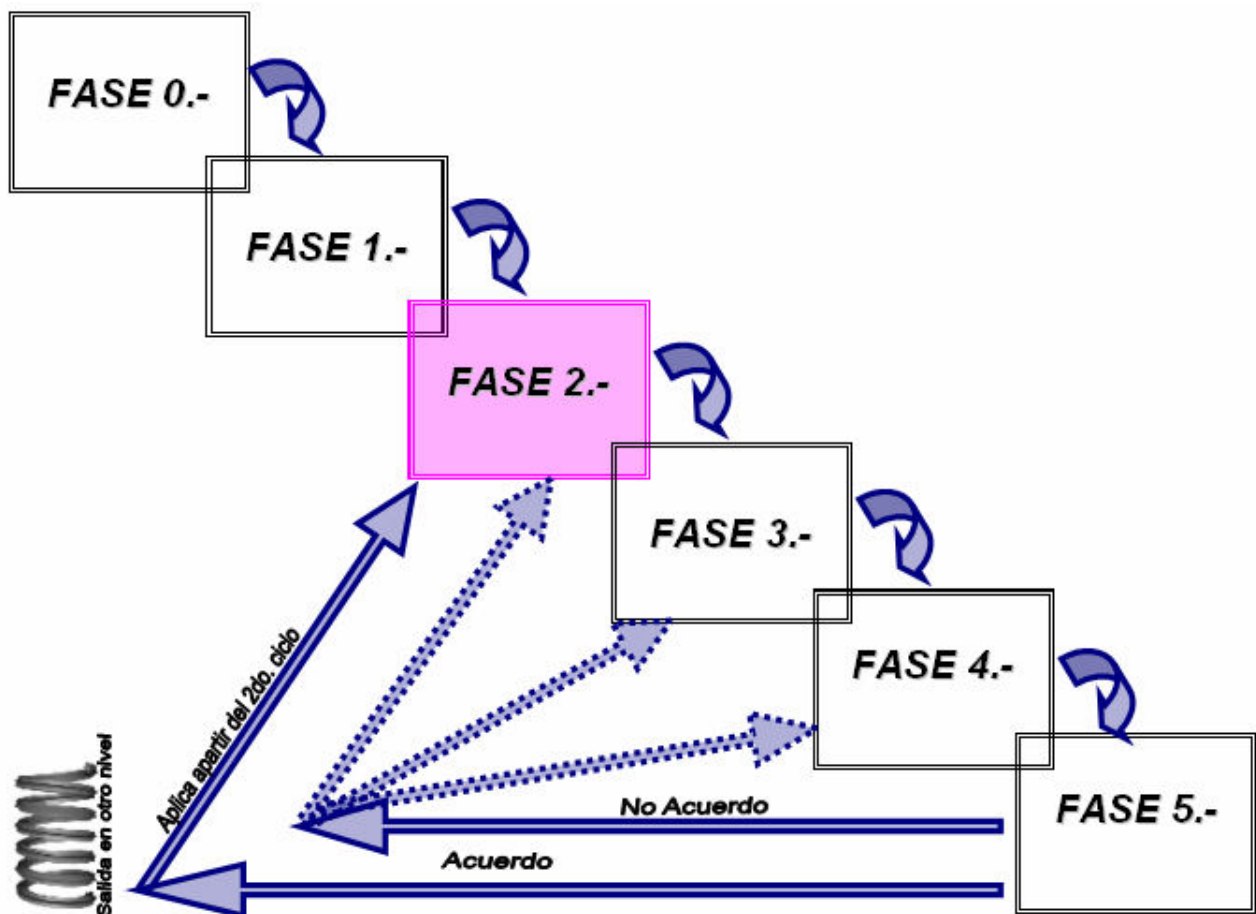 FASE 0.-
FASE 1.-
FASE 2.-
FASE 3.-
FASE 4.-
FASE 5.-
Aplica apartir del 2do. ciclo
Salida en otro nivel
No Acuerdo
Acuerdo